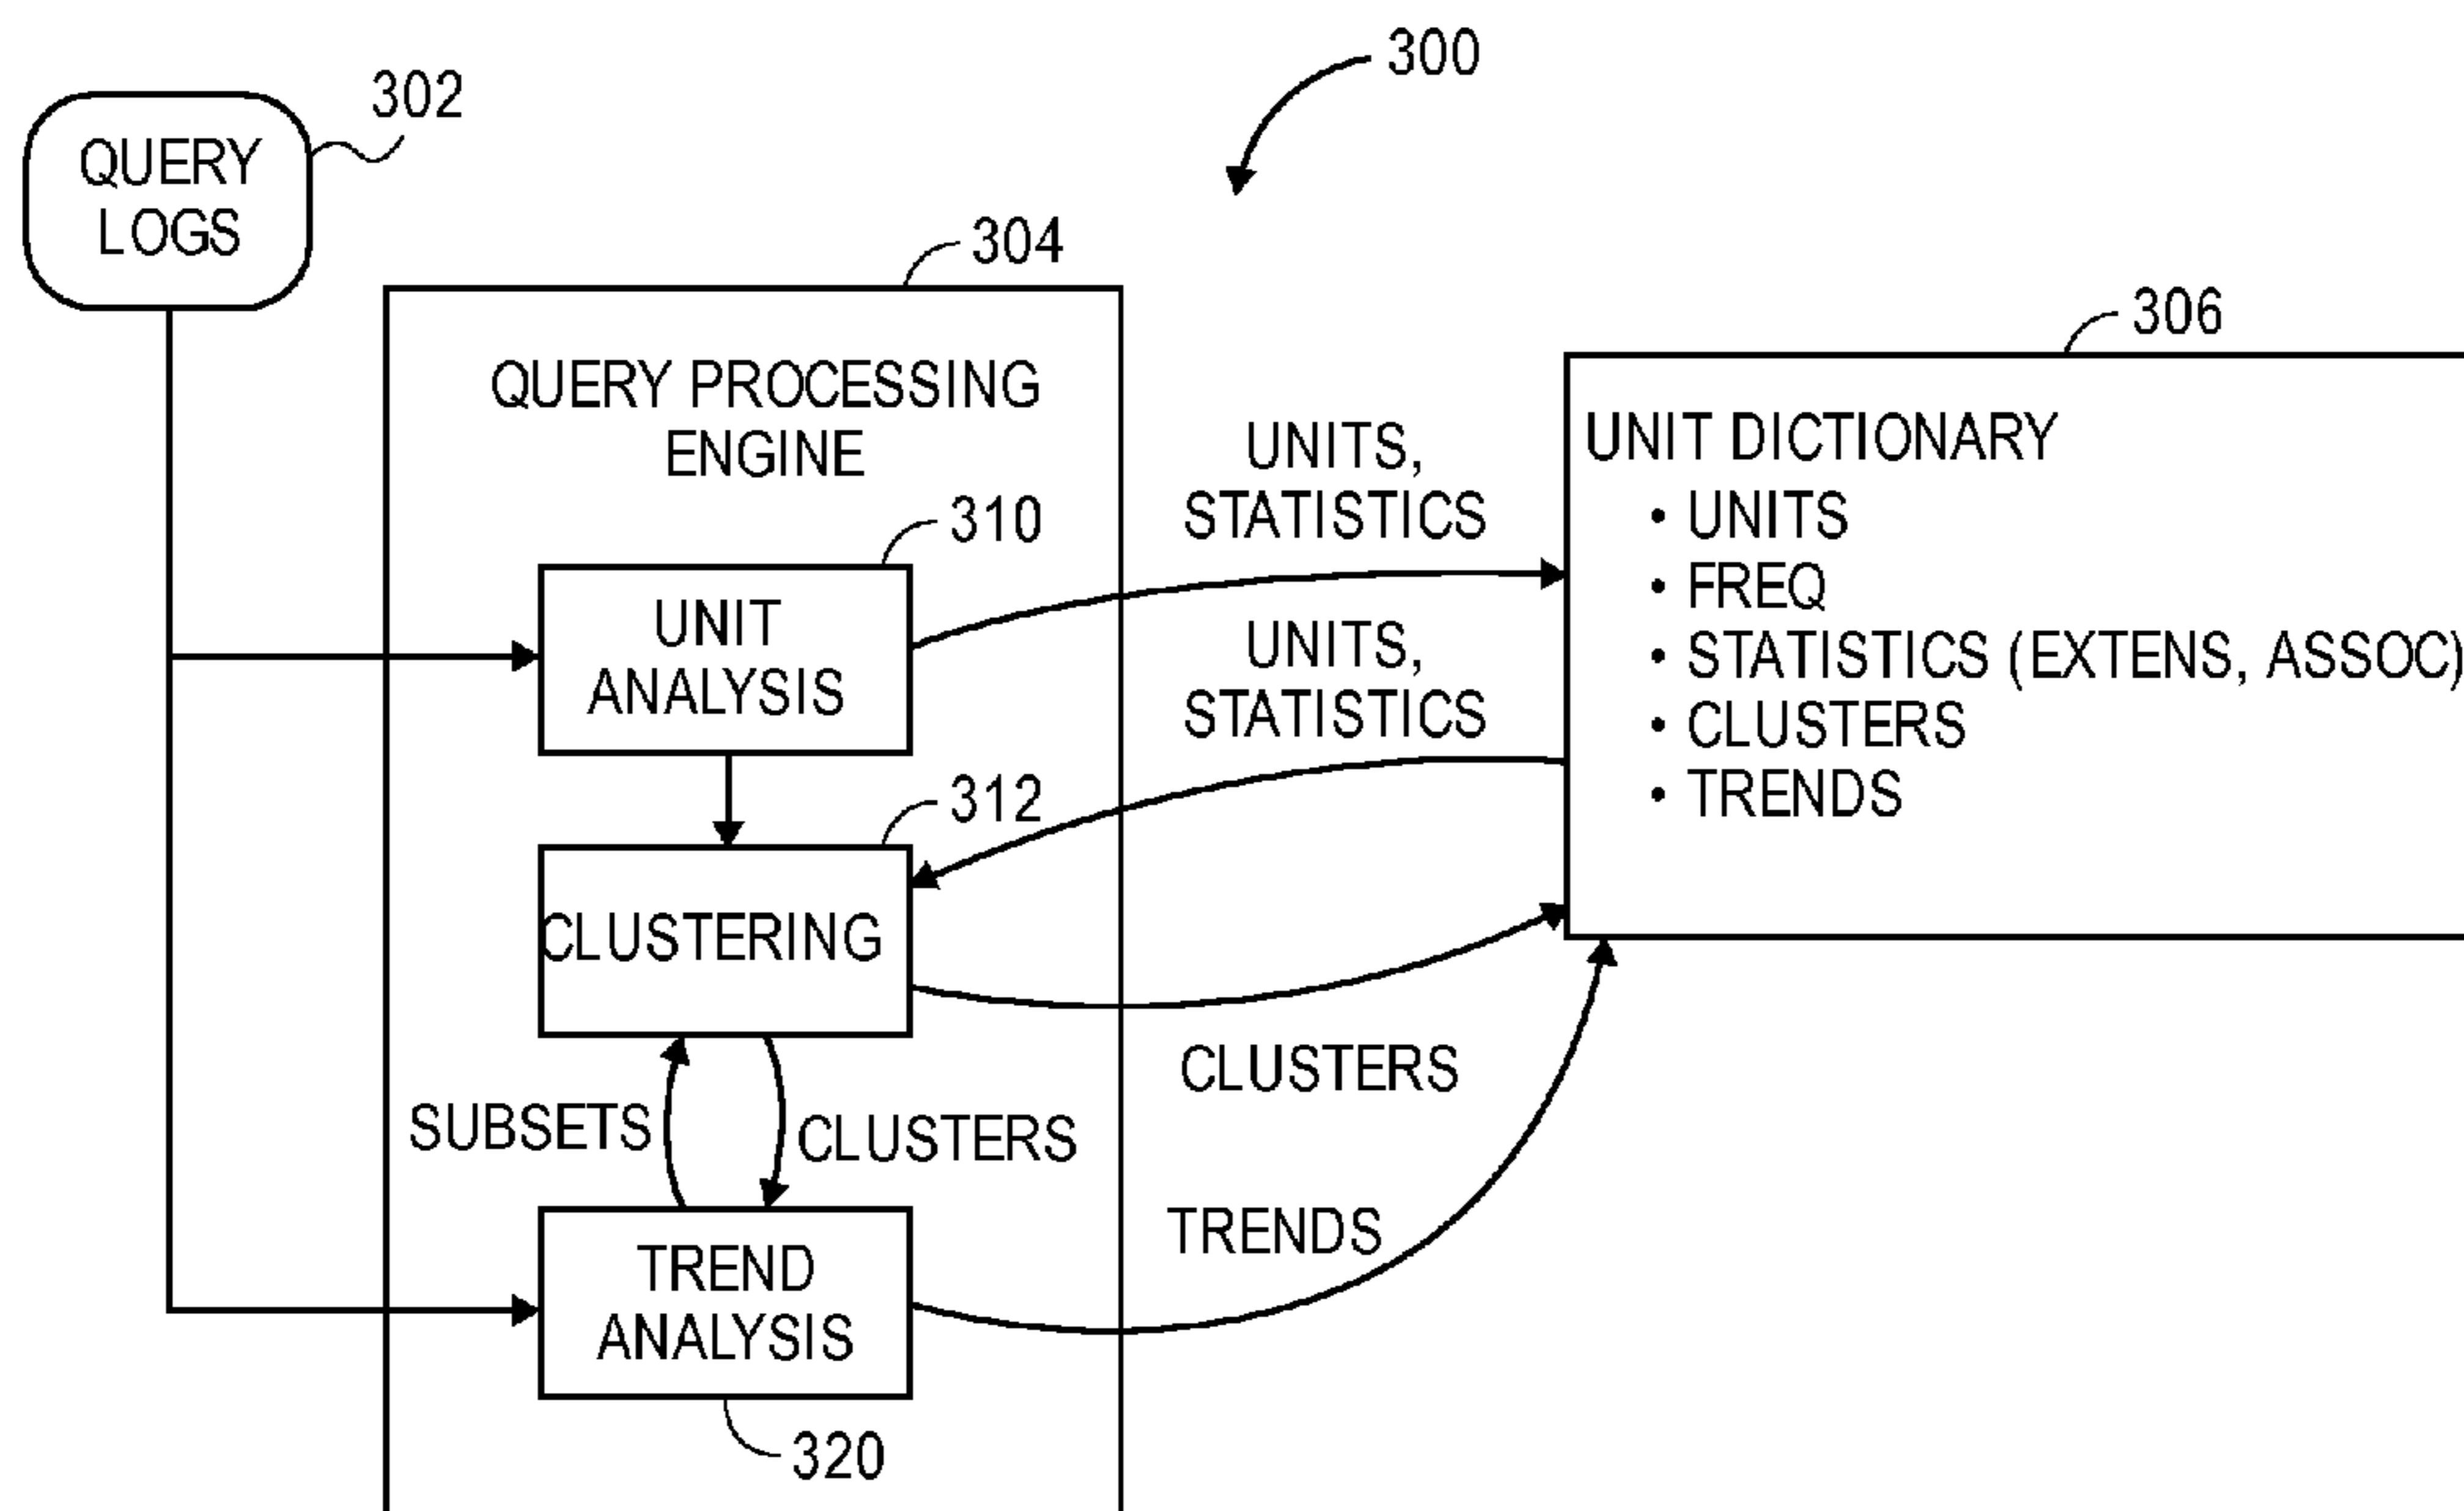 300
302
QUERY
LOGS
304
306
QUERY PROCESSING
ENGINE
310
UNIT
ANALYSIS
312
CLUSTERING
SUBSETS
CLUSTERS
TREND
ANALYSIS
320
UNITS,
STATISTICS
UNITS,
STATISTICS
CLUSTERS
TRENDS
UNIT DICTIONARY
• UNITS
• FREQ
• STATISTICS (EXTENS, ASSOC)
• CLUSTERS
• TRENDS